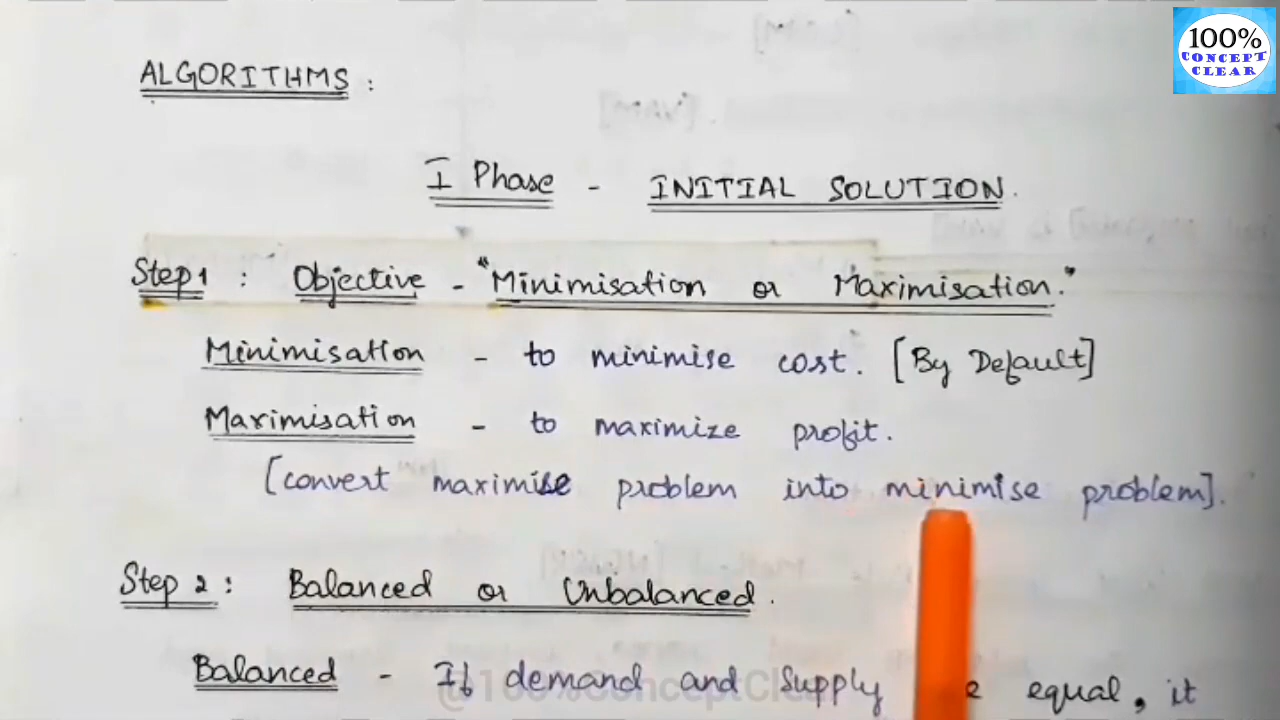 100%
CONCEPT
CLEAR
ALGORITHMS :
I Phase - INITIAL SOLUTION.
Step 1 : Objective - "Minimisation or Maximisation."
Minimisation - to minimise cost. [By Default]
Maximisation - to maximize profit.
[convert maximise problem into minimise problem].
Step 2 : Balanced or Unbalanced.
Balanced - If demand and Supply equal, it
@100%ConceptClear